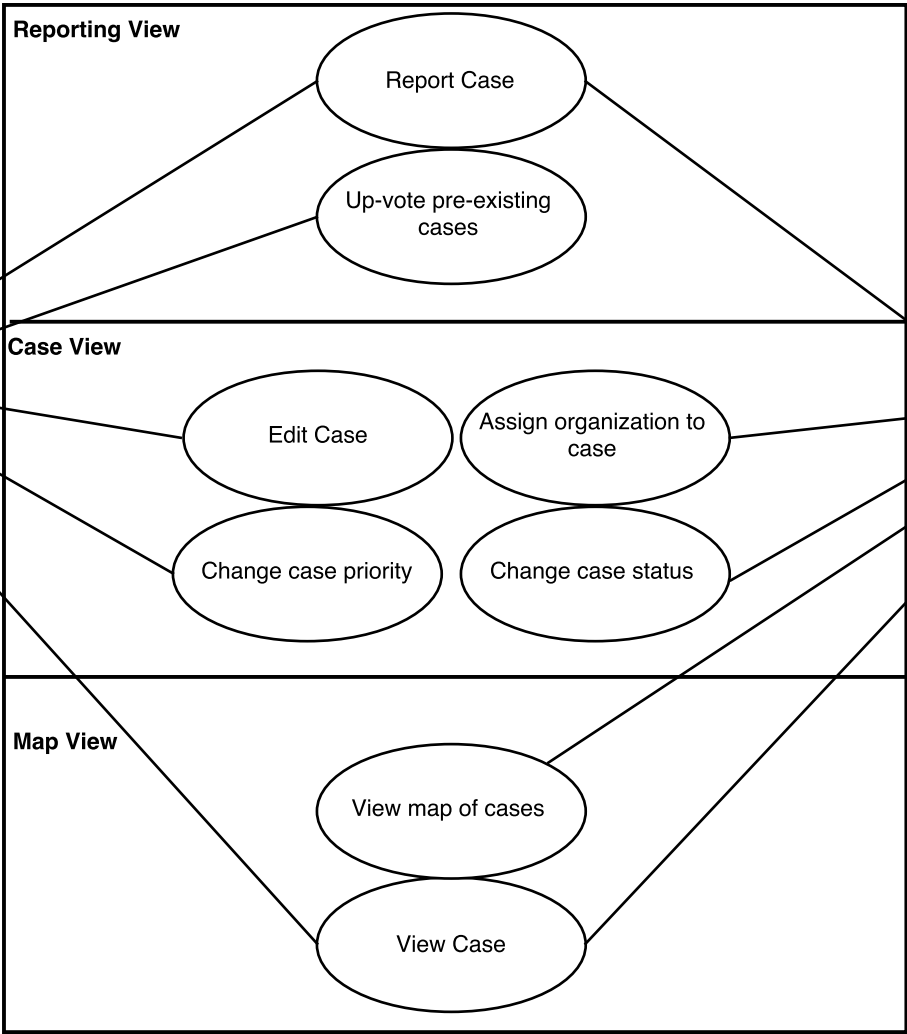 Reporting View
Report Case
Up-vote pre-existing
cases
Case View
Edit Case
Assign organization to
case
Change case priority
Change case status
Map View
View map of cases
View Case